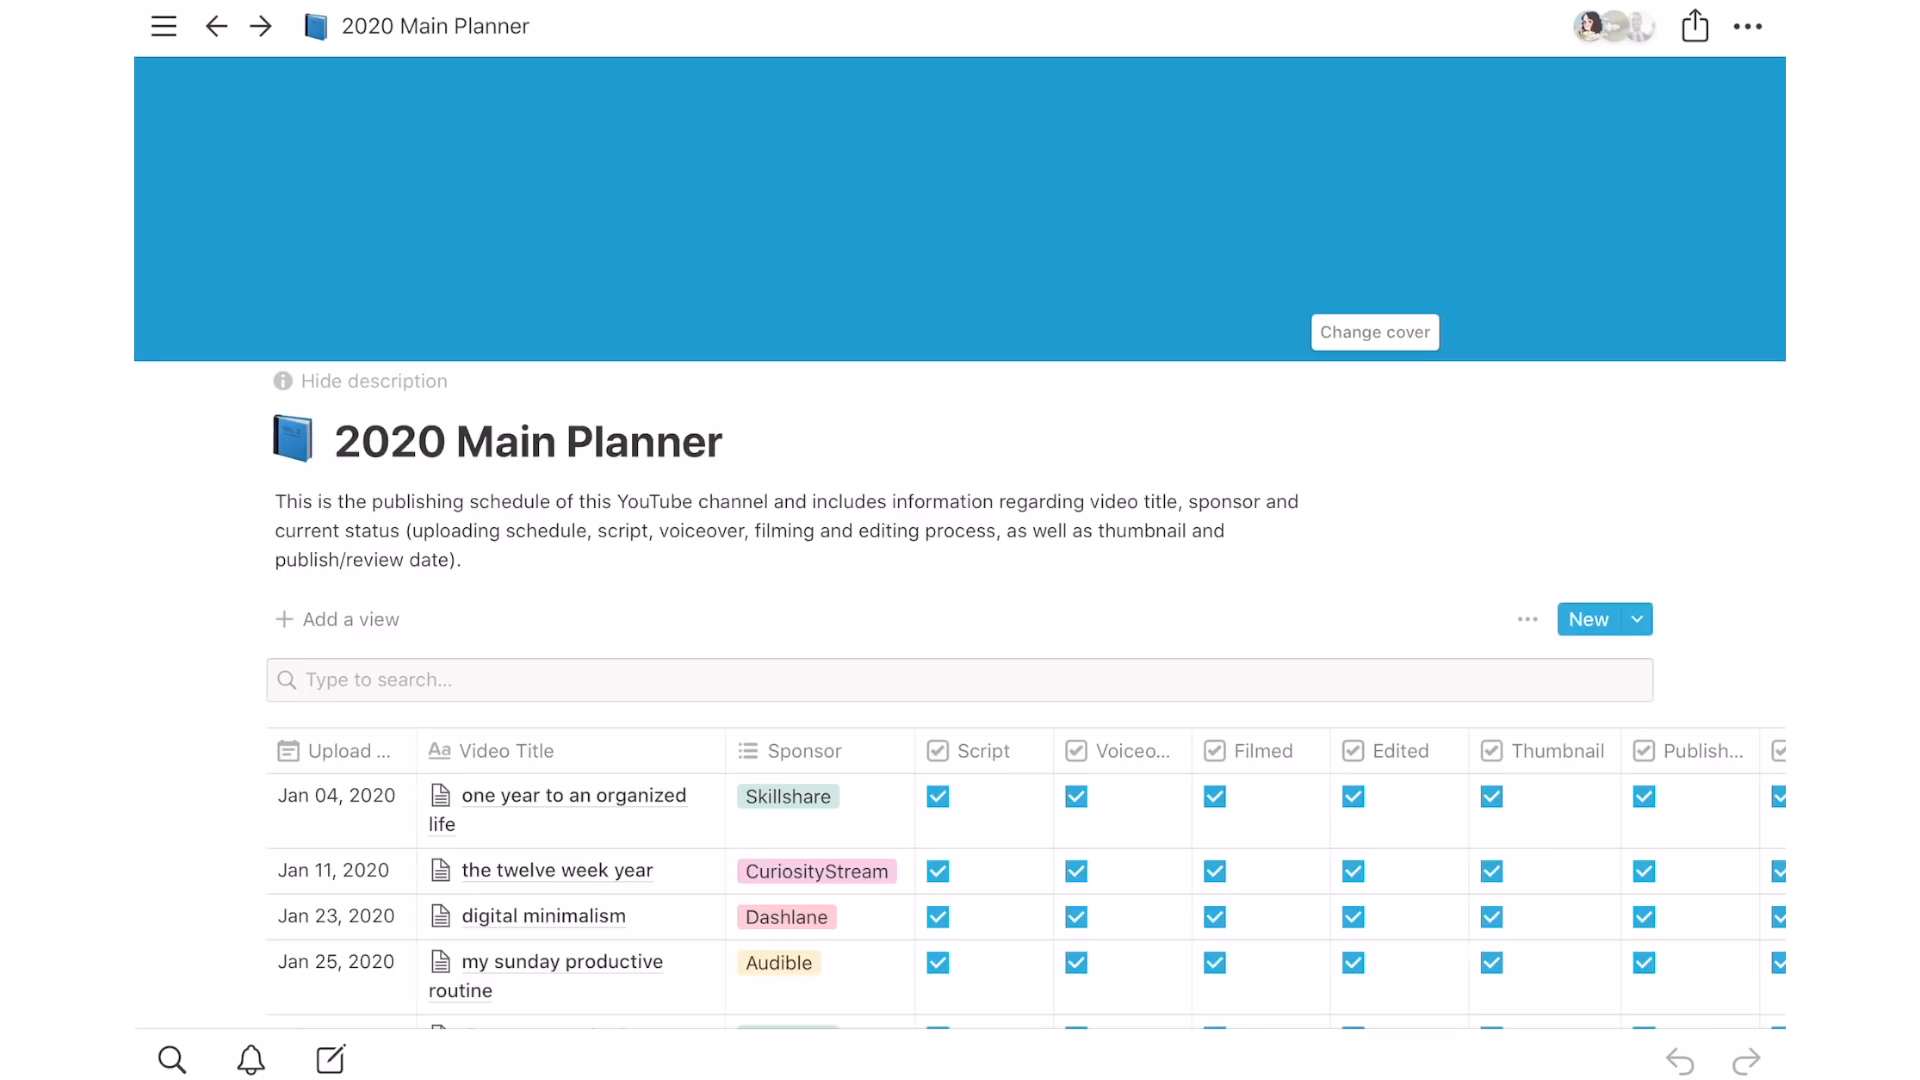 2020 Main Planner
Change cover
Hide description
2020 Main Planner
This is the publishing schedule of this YouTube channel and includes information regarding video title, sponsor and
current status (uploading schedule, script, voiceover, filming and editing process, as well as thumbnail and
publish/review date).
Add a view
New
Type to search...
Upload ... Aa Video Title Sponsor Script Voiceo... Filmed Edited Thumbnail Publish...
Jan 04, 2020 one year to an organized Skillshare
life
Jan 11, 2020 the twelve week year CuriosityStream
Jan 23, 2020 digital minimalism Dashlane
Jan 25, 2020 my sunday productive Audible
routine